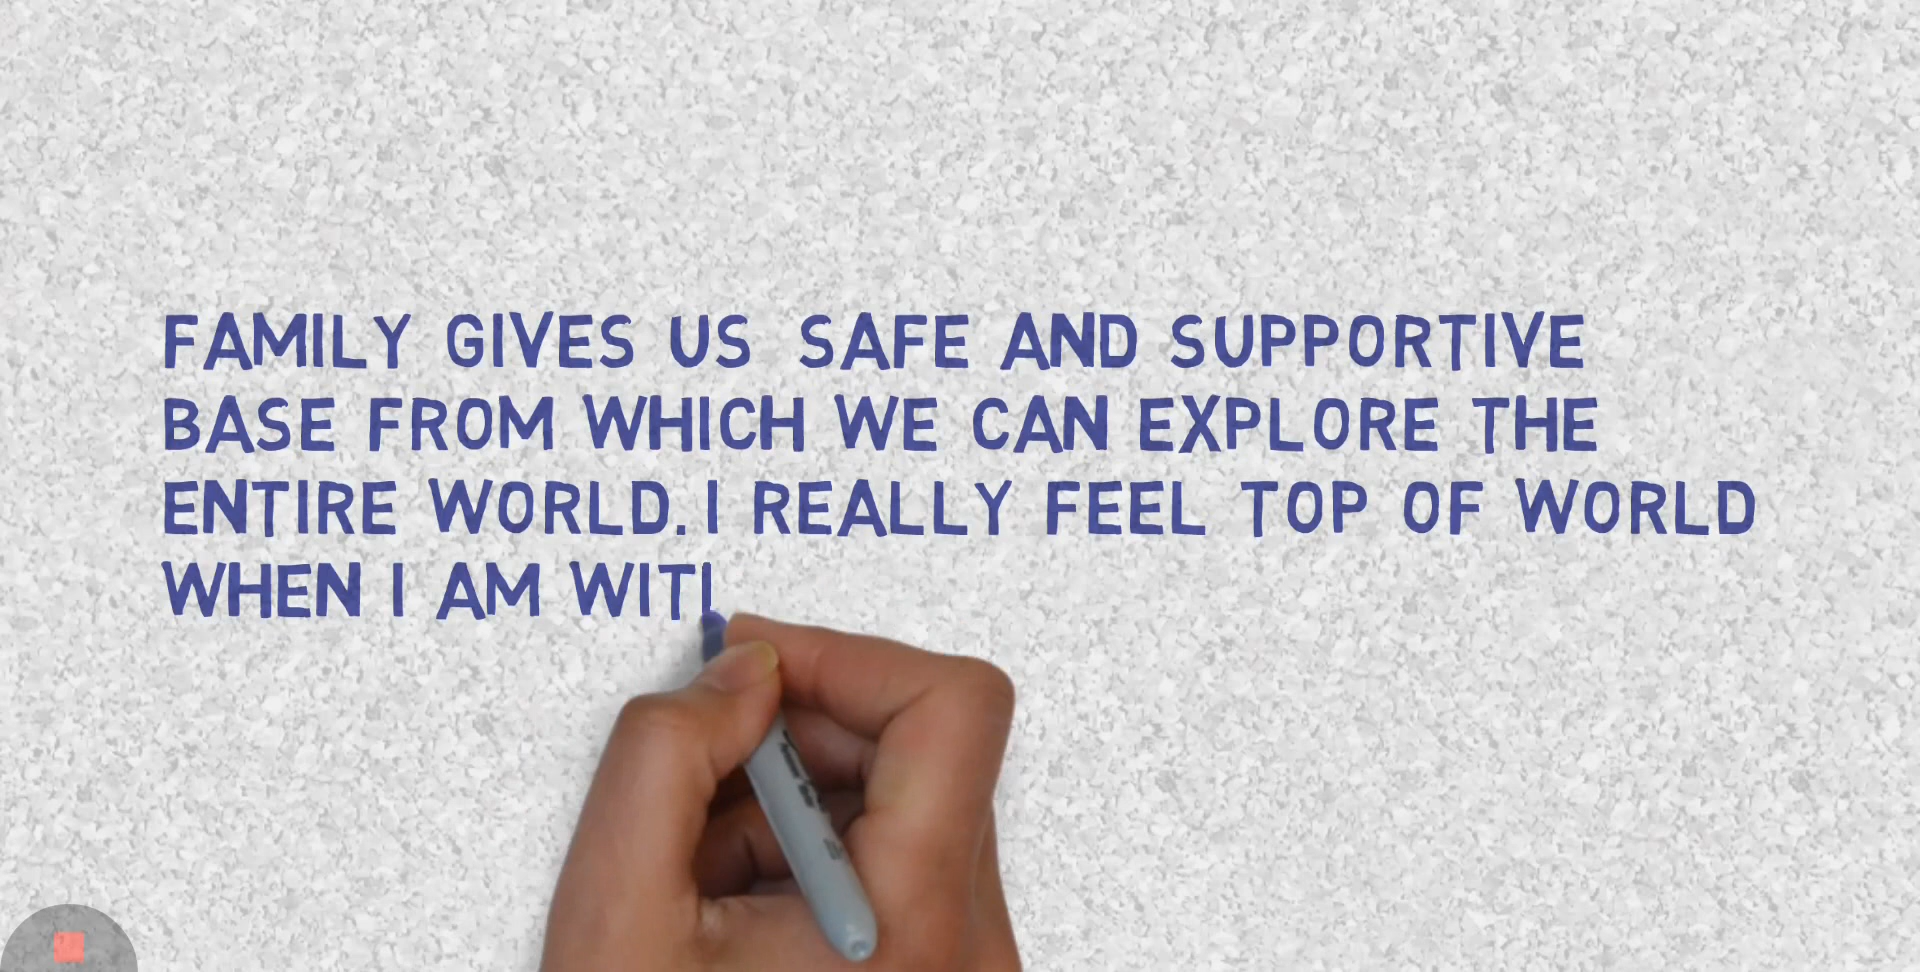 FAMILY GIVES US SAFE AND SUPPORTIVE
BASE FROM WHICH WE CAN EXPLORE THE
ENTIRE WORLD. I REALLY FEEL TOP OF WORLD
WHEN I AM WIT